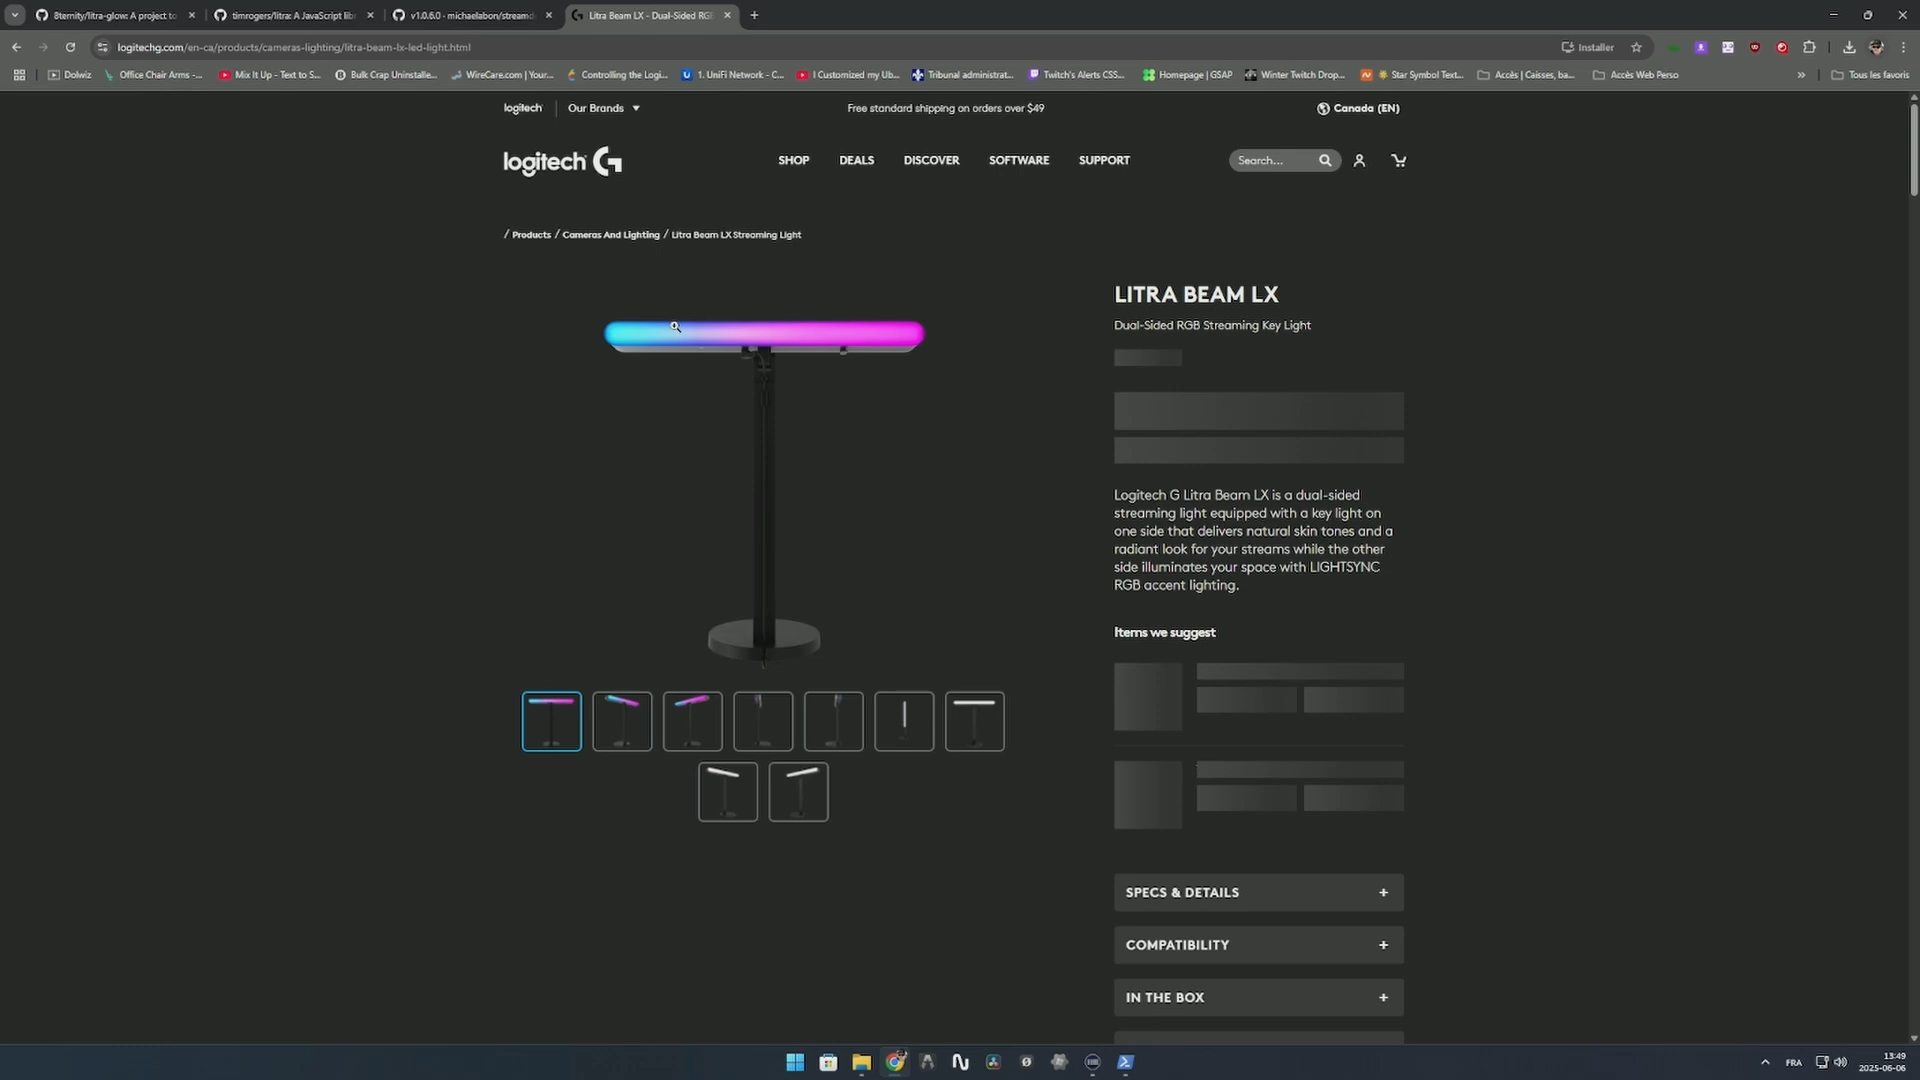 8ternity/litra-glow: A project to
timrogers/litra: A JavaScript lib
v1.0.6.0 · michaelabon/streamd
Litra Beam LX - Dual-Sided RG
logitechg.com/en-ca/products/cameras-lighting/litra-beam-lx-led-light.html
Installer
Dolwiz
Office Chair Arms -...
Mix It Up - Text to S...
Bulk Crap Uninstalle...
WireCare.com | Your...
Controlling the Logi...
1. UniFi Network - C...
I Customized my Ub...
Tribunal administrat...
Twitch's Alerts CSS...
Homepage | GSAP
Winter Twitch Drop...
Star Symbol Text...
Accès | Caisses, ba...
Accès Web Perso
»
Tous les favoris
logitech
Our Brands
Free standard shipping on orders over $49
Canada (EN)
logitech G
SHOP
DEALS
DISCOVER
SOFTWARE
SUPPORT
Search...
/ Products / Cameras And Lighting / Litra Beam LX Streaming Light
LITRA BEAM LX
Dual-Sided RGB Streaming Key Light
Logitech G Litra Beam LX is a dual-sided
streaming light equipped with a key light on
one side that delivers natural skin tones and a
radiant look for your streams while the other
side illuminates your space with LIGHTSYNC
RGB accent lighting.
Items we suggest
SPECS & DETAILS +
COMPATIBILITY +
IN THE BOX +
FRA
13:49
2025-06-06